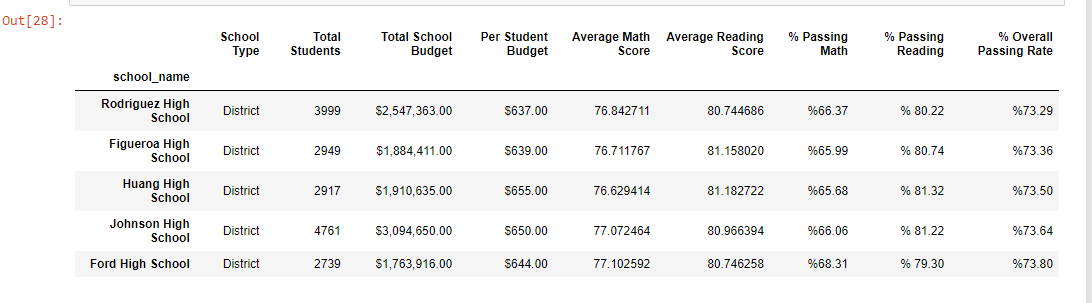 Out[28]:
School Type Total Students Total School Budget Per Student Budget Average Math Score Average Reading Score % Passing Math % Passing Reading % Overall Passing Rate
school_name
Rodriguez High School District 3999 $2,547,363.00 $637.00 76.842711 80.744686 %66.37 % 80.22 %73.29
Figueroa High School District 2949 $1,884,411.00 $639.00 76.711767 81.158020 %65.99 % 80.74 %73.36
Huang High School District 2917 $1,910,635.00 $655.00 76.629414 81.182722 %65.68 % 81.32 %73.50
Johnson High School District 4761 $3,094,650.00 $650.00 77.072464 80.966394 %66.06 % 81.22 %73.64
Ford High School District 2739 $1,763,916.00 $644.00 77.102592 80.746258 %68.31 % 79.30 %73.80